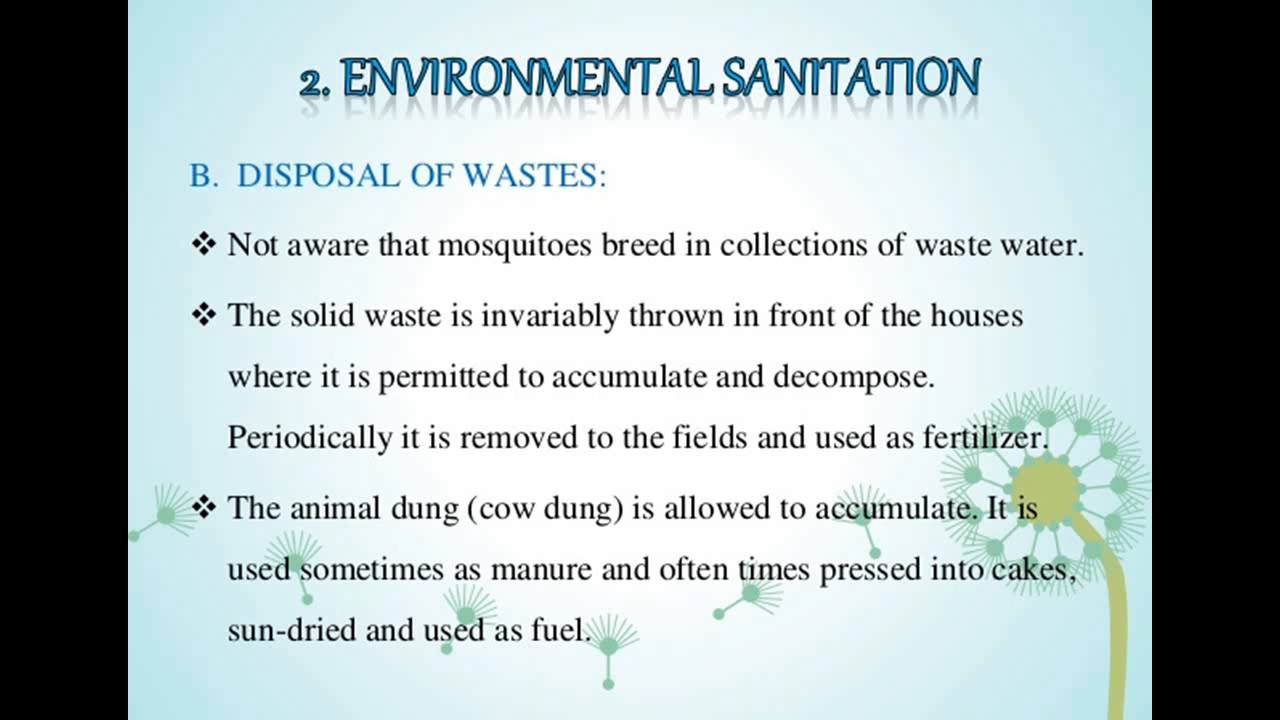 2. ENVIRONMENTAL SANITATION
B. DISPOSAL OF WASTES:
❖ Not aware that mosquitoes breed in collections of waste water.
❖ The solid waste is invariably thrown in front of the houses
where it is permitted to accumulate and decompose.
Periodically it is removed to the fields and used as fertilizer.
❖ The animal dung (cow dung) is allowed to accumulate. It is
used sometimes as manure and often times pressed into cakes,
sun-dried and used as fuel.